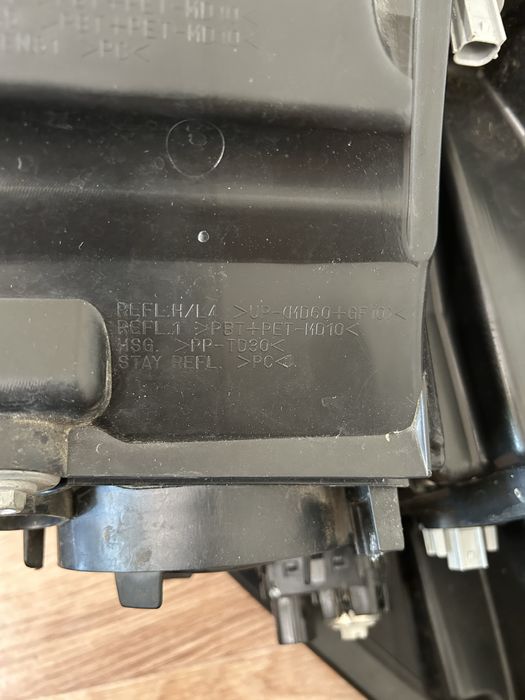 PBT+PET-MD10<
>PBT+PET-MD10<
>PC<
REFL:H/L4 >UP-(MD60+GF10)<
REFL.1 >PBT+PET-MD10<
HSG. >PP-TD30<
STAY REFL. >PC<